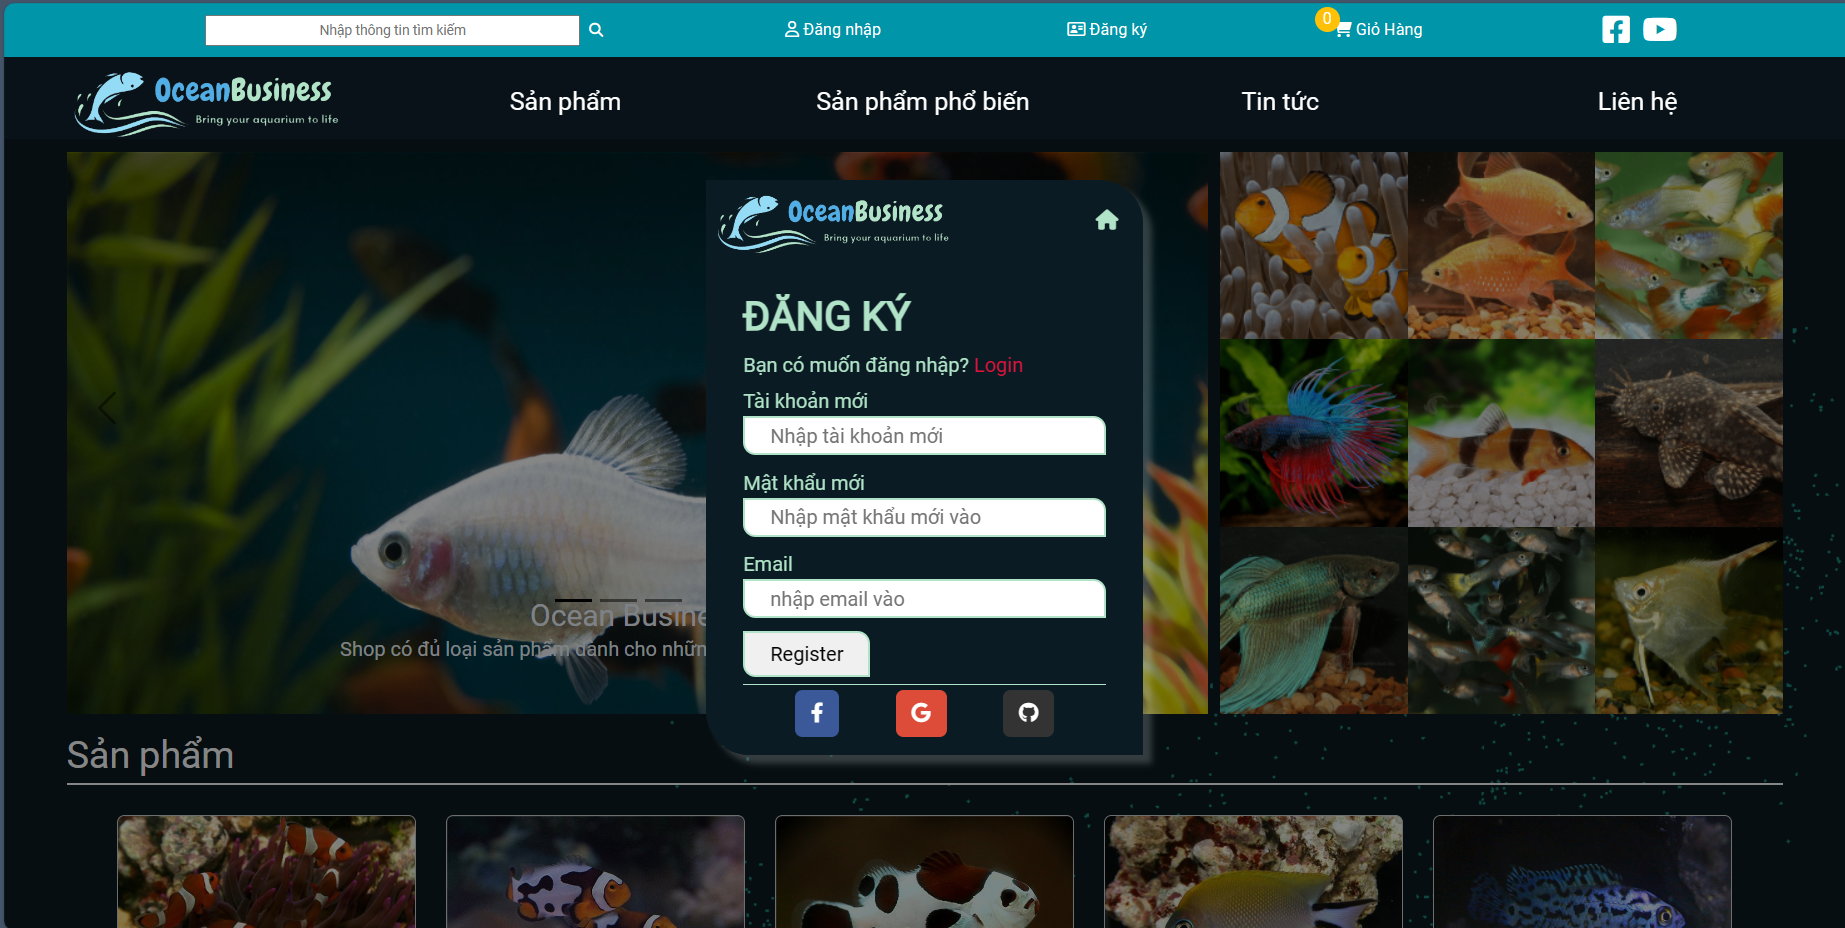 Nhập thông tin tìm kiếm
Đăng nhập
Đăng ký
0
Giỏ Hàng
OceanBusiness
Bring your aquarium to life
Sản phẩm
Sản phẩm phổ biến
Tin tức
Liên hệ
OceanBusiness
Bring your aquarium to life
ĐĂNG KÝ
Bạn có muốn đăng nhập? Login
Tài khoản mới
Nhập tài khoản mới
Mật khẩu mới
Nhập mật khẩu mới vào
Email
nhập email vào
Register
Ocean Busine
Shop có đủ loại sản phẩm dành cho nhữn
Sản phẩm